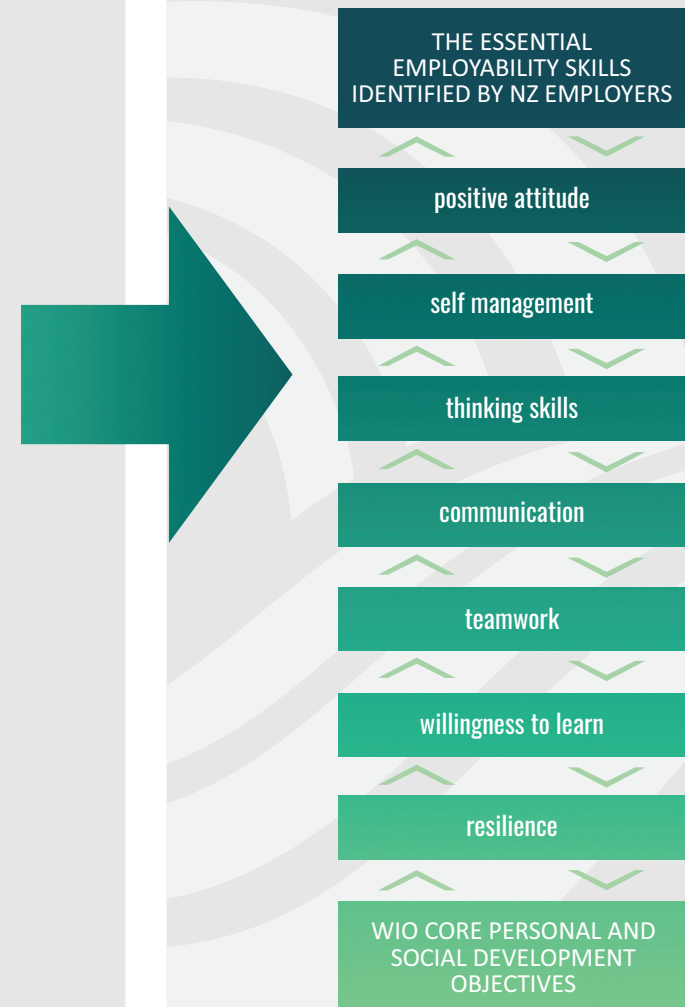 THE ESSENTIAL
EMPLOYABILITY SKILLS
IDENTIFIED BY NZ EMPLOYERS
positive attitude
self management
thinking skills
communication
teamwork
willingness to learn
resilience
WIO CORE PERSONAL AND
SOCIAL DEVELOPMENT
OBJECTIVES